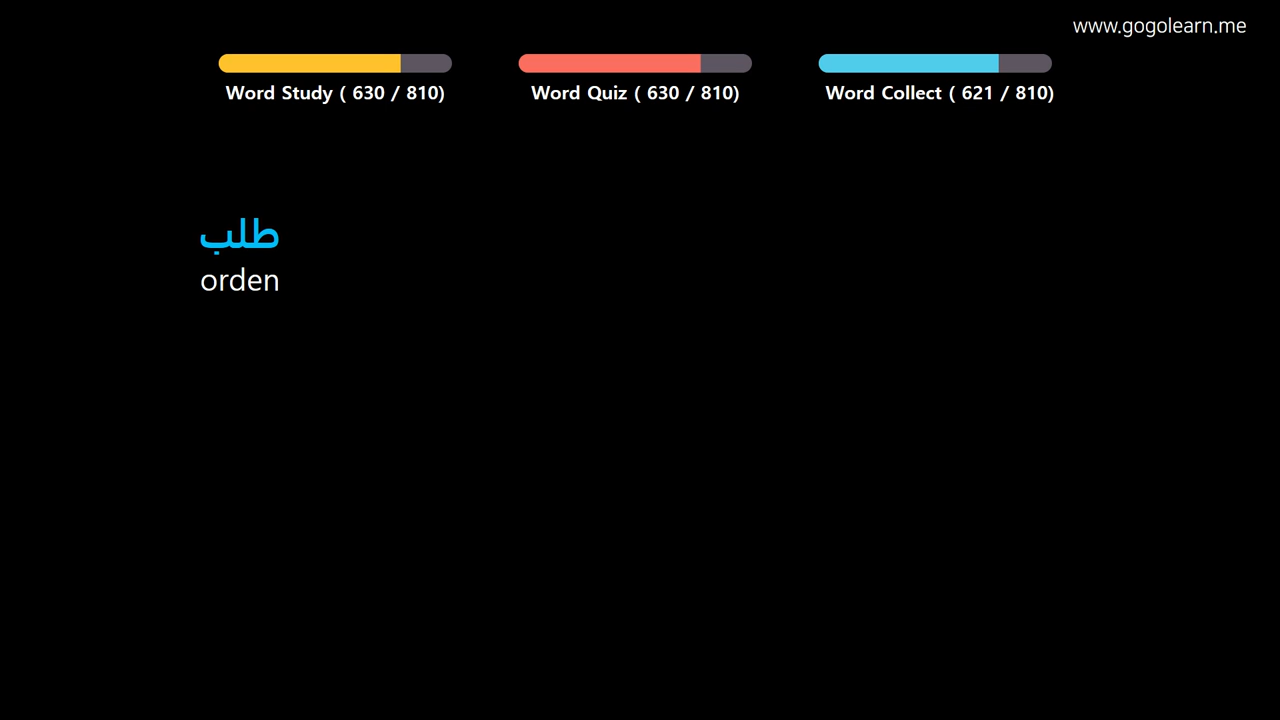 www.gogolearn.me
Word Study ( 630 / 810)
Word Quiz ( 630 / 810)
Word Collect ( 621 / 810)
طلب
orden